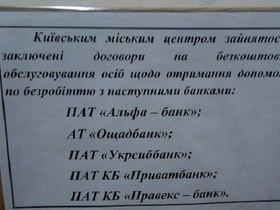 Київським міським центром зайнятос
заключені договори на безкоштов
обслуговування осіб щодо отримання допомо
по безробіттю з наступними банками:
ПАТ «Альфа – банк»;
АТ «Ощадбанк»;
ПАТ «Укрсиббанк»;
ПАТ КБ «Приватбанк»;
ПАТ КБ «Правекс – банк».